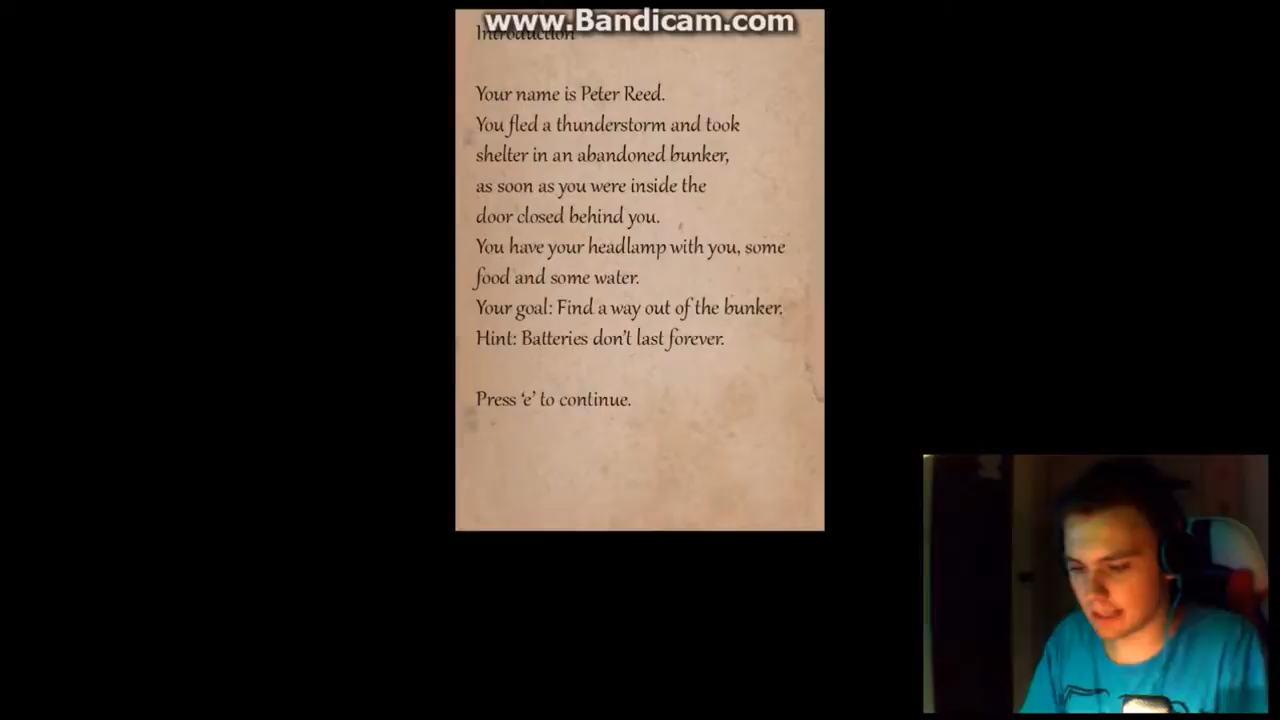 www.Bandicam.com
Introduction
Your name is Peter Reed.
You fled a thunderstorm and took
shelter in an abandoned bunker,
as soon as you were inside the
door closed behind you.
You have your headlamp with you, some
food and some water.
Your goal: Find a way out of the bunker.
Hint: Batteries don't last forever.
Press 'e' to continue.